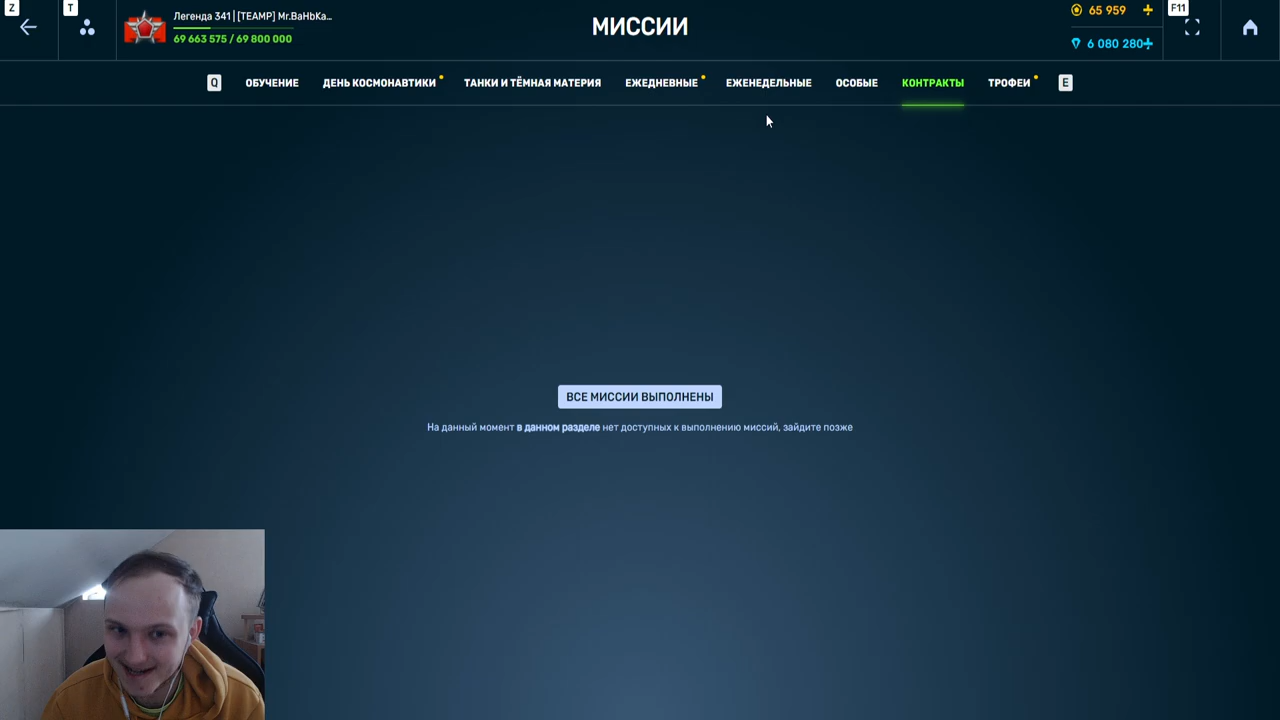 Z
T
Легенда 341 | [TEAMP] Mr.BaHbKa...
69 663 575 / 69 800 000
МИССИИ
65 959
6 080 280
F11
Q
ОБУЧЕНИЕ
ДЕНЬ КОСМОНАВТИКИ
ТАНКИ И ТЁМНАЯ МАТЕРИЯ
ЕЖЕДНЕВНЫЕ
ЕЖЕНЕДЕЛЬНЫЕ
ОСОБЫЕ
КОНТРАКТЫ
ТРОФЕИ
E
ВСЕ МИССИИ ВЫПОЛНЕНЫ
На данный момент в данном разделе нет доступных к выполнению миссий, зайдите позже